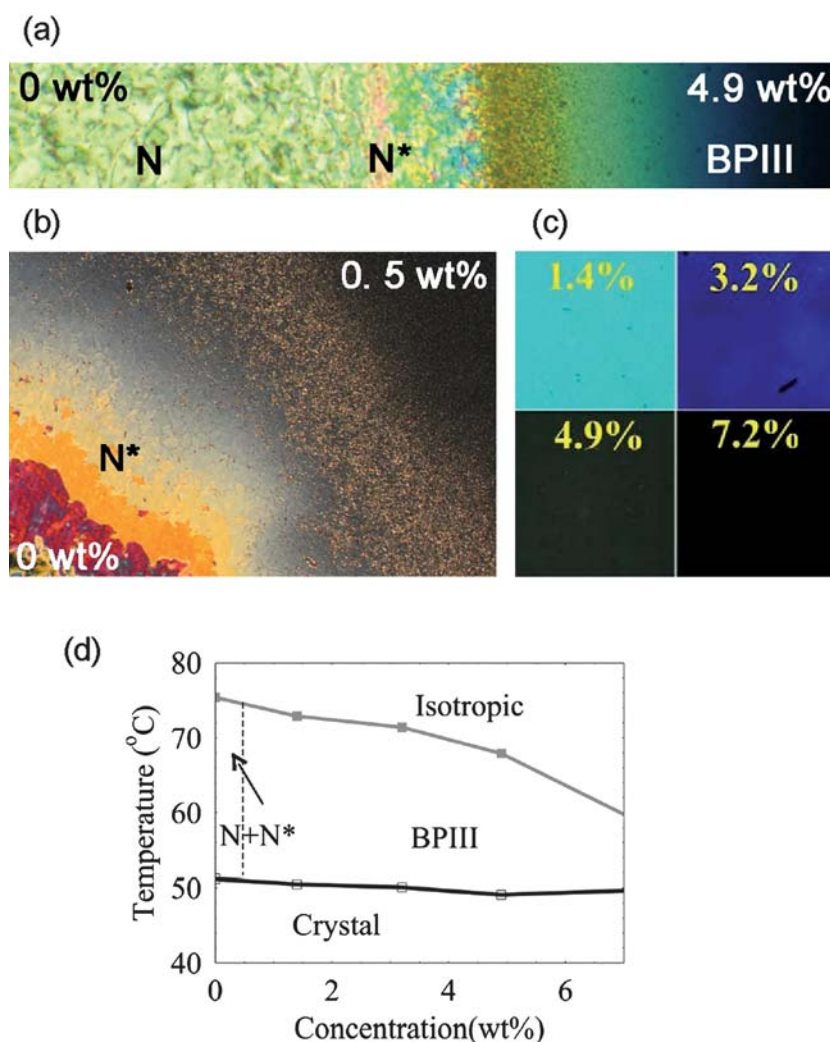 (a)
0 wt%
4.9 wt%
N
N*
BPIII
(b)
0. 5 wt%
N*
0 wt%
(c)
1.4%
3.2%
4.9%
7.2%
(d)
80
70
60
50
40
Temperature (°C)
Isotropic
N+N*
BPIII
Crystal
0
2
4
6
Concentration(wt%)